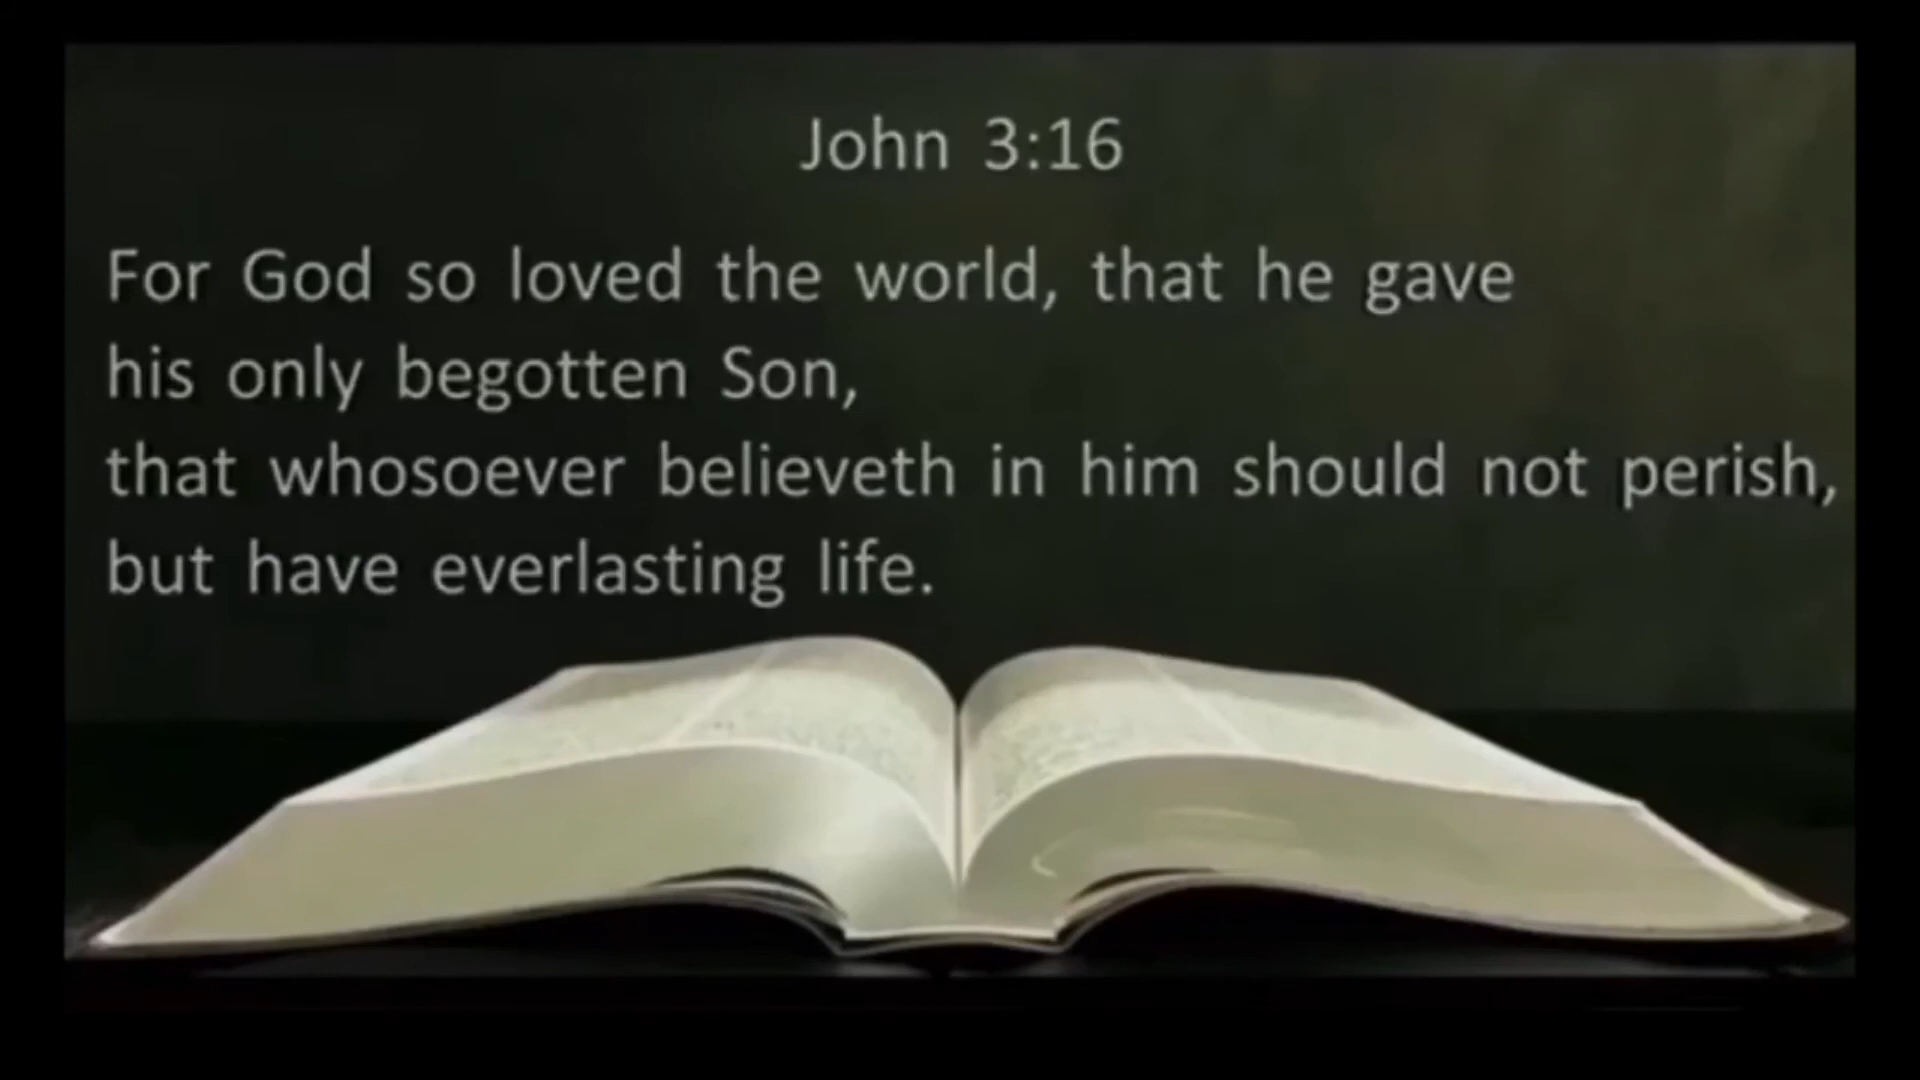 John 3:16
For God so loved the world, that he gave
his only begotten Son,
that whosoever believeth in him should not perish,
but have everlasting life.